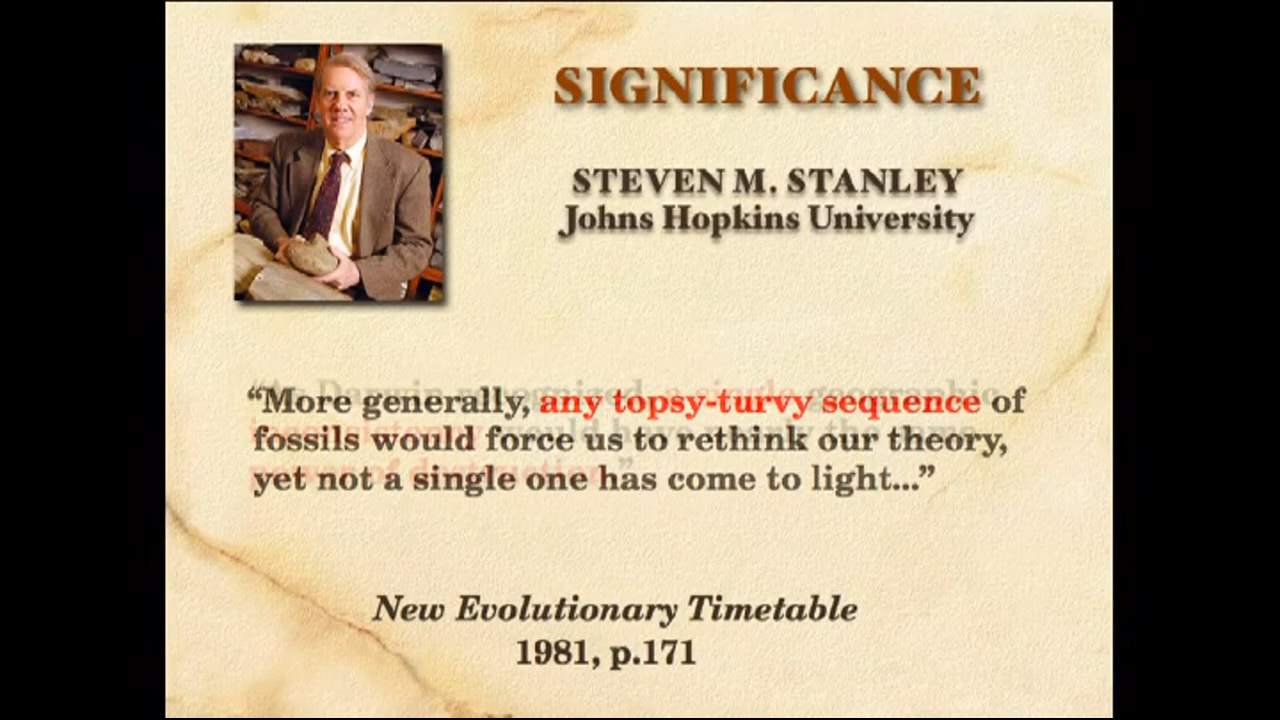 SIGNIFICANCE
STEVEN M. STANLEY
Johns Hopkins University
“More generally, any topsy-turvy sequence of
fossils would force us to rethink our theory,
yet not a single one has come to light...”
New Evolutionary Timetable
1981, p.171